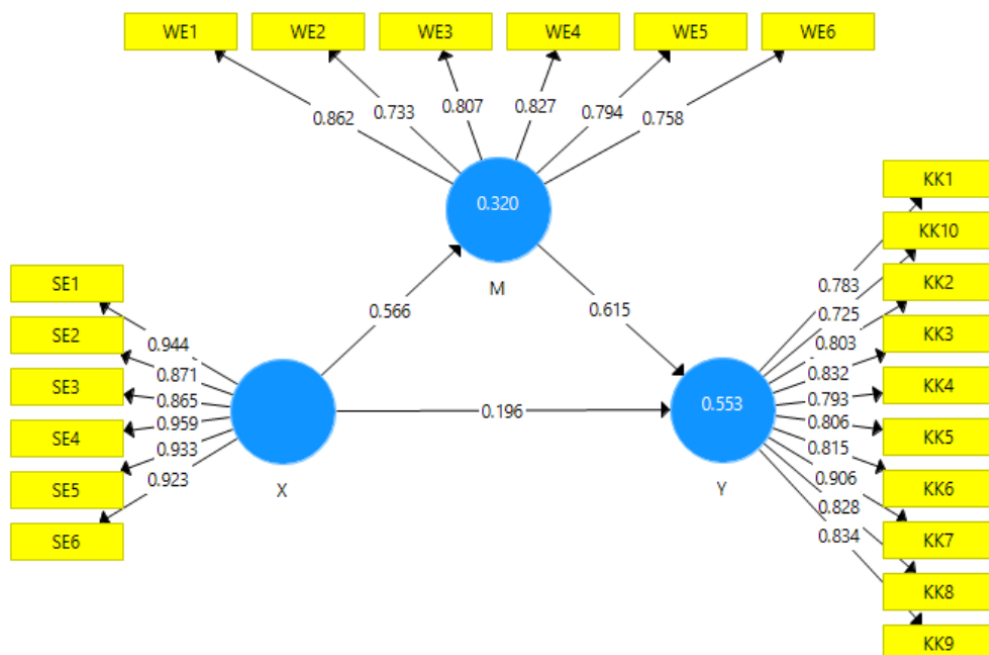 WE1 WE2 WE3 WE4 WE5 WE6
0.862 0.733 0.807 0.827 0.794 0.758
0.320
M
SE1
SE2
SE3
SE4
SE5
SE6
0.944
0.871
0.865
0.959
0.933
0.923
X
0.566
0.615
0.196
0.553
Y
0.783
0.725
0.803
0.832
0.793
0.806
0.815
0.906
0.828
0.834
KK1
KK10
KK2
KK3
KK4
KK5
KK6
KK7
KK8
KK9